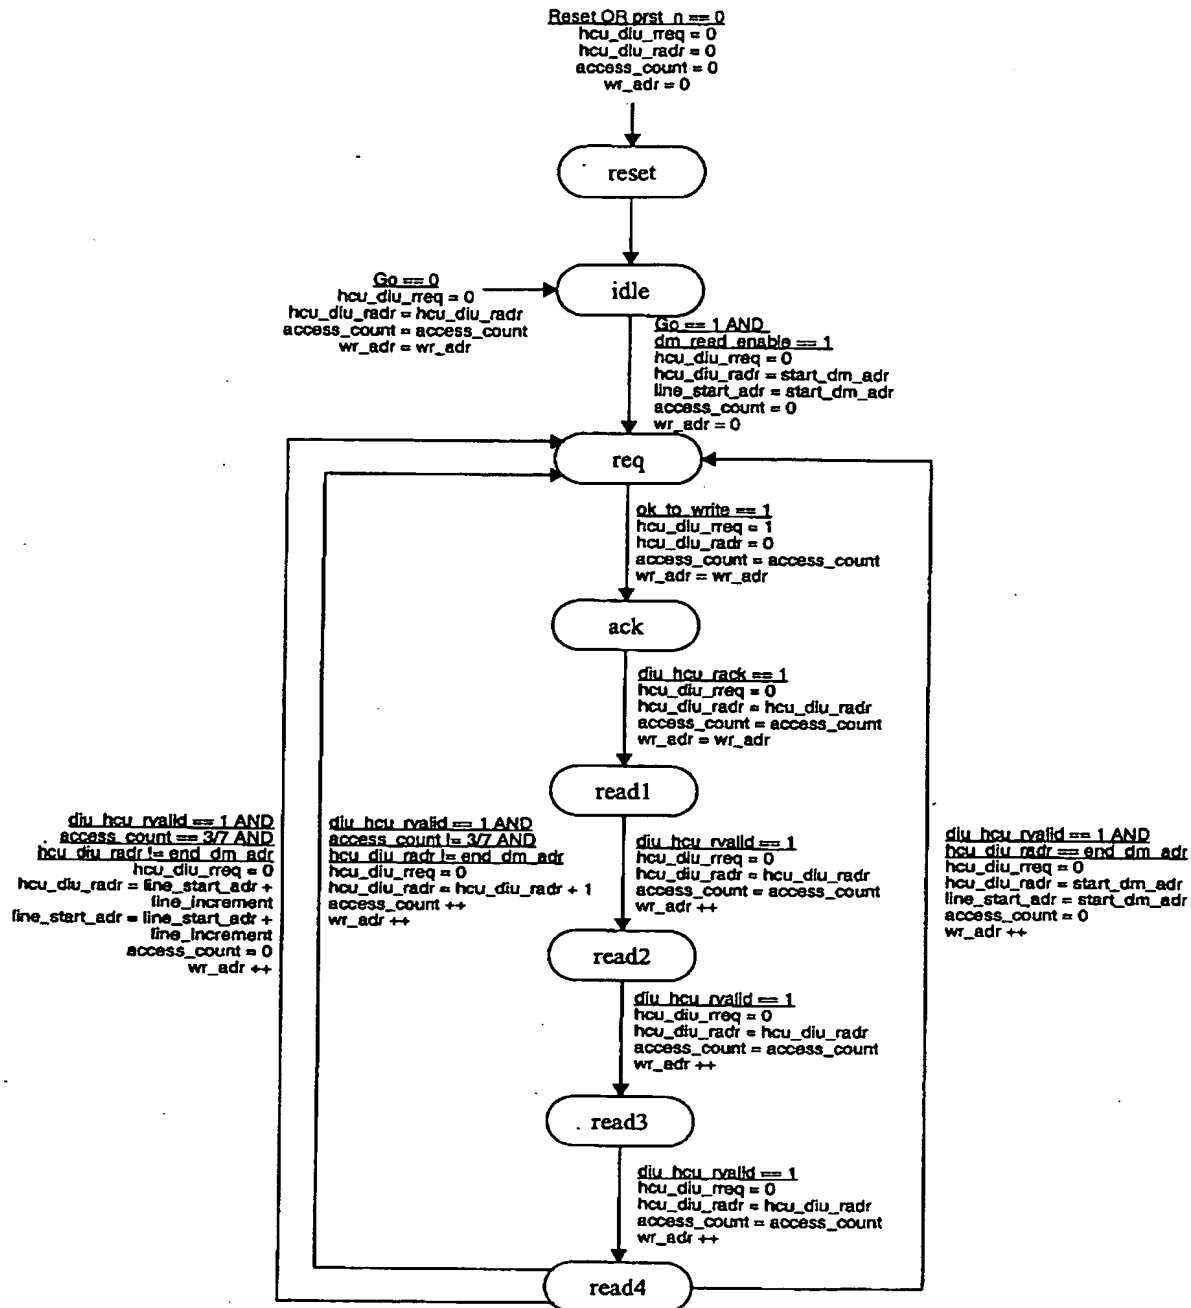 Reset OR prst_n == 0
hcu_diu_rreq = 0
hcu_diu_radr = 0
access_count = 0
wr_adr = 0
reset
Go == 0
hcu_diu_rreq = 0
hcu_diu_radr = hcu_diu_radr
access_count = access_count
wr_adr = wr_adr
idle
Go == 1 AND
dm_read_enable == 1
hcu_diu_rreq = 0
hcu_diu_radr = start_dm_adr
line_start_adr = start_dm_adr
access_count = 0
wr_adr = 0
req
ok_to_write == 1
hcu_diu_rreq = 1
hcu_diu_radr = 0
access_count = access_count
wr_adr = wr_adr
ack
diu_hcu_rack == 1
hcu_diu_rreq = 0
hcu_diu_radr = hcu_diu_radr
access_count = access_count
wr_adr = wr_adr
read1
diu_hcu_rvalid == 1 AND
access_count == 3/7 AND
hcu_diu_radr != end_dm_adr
hcu_diu_rreq = 0
hcu_diu_radr = line_start_adr +
line_increment
line_start_adr = line_start_adr +
line_increment
access_count = 0
wr_adr ++
diu_hcu_rvalid == 1 AND
access_count != 3/7 AND
hcu_diu_radr != end_dm_adr
hcu_diu_rreq = 0
hcu_diu_radr = hcu_diu_radr + 1
access_count ++
wr_adr ++
diu_hcu_rvalid == 1
hcu_diu_rreq = 0
hcu_diu_radr = hcu_diu_radr
access_count = access_count
wr_adr ++
diu_hcu_rvalid == 1 AND
hcu_diu_radr == end_dm_adr
hcu_diu_rreq = 0
hcu_diu_radr = start_dm_adr
line_start_adr = start_dm_adr
access_count = 0
wr_adr ++
read2
diu_hcu_rvalid == 1
hcu_diu_rreq = 0
hcu_diu_radr = hcu_diu_radr
access_count = access_count
wr_adr ++
read3
diu_hcu_rvalid == 1
hcu_diu_rreq = 0
hcu_diu_radr = hcu_diu_radr
access_count = access_count
wr_adr ++
read4